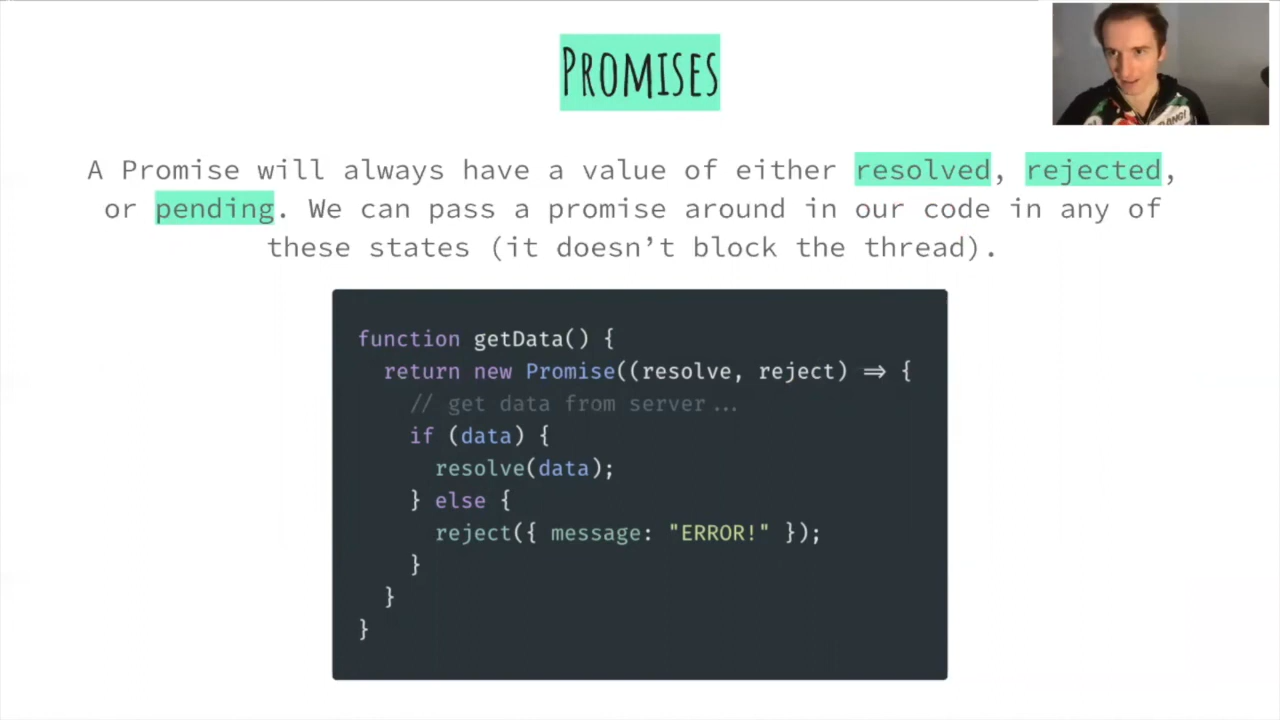 PROMISES
A Promise will always have a value of either resolved, rejected,
or pending. We can pass a promise around in our code in any of
these states (it doesn’t block the thread).
function getData() {
  return new Promise((resolve, reject) => {
    // get data from server...
    if (data) {
      resolve(data);
    } else {
      reject({ message: "ERROR!" });
    }
  }
}